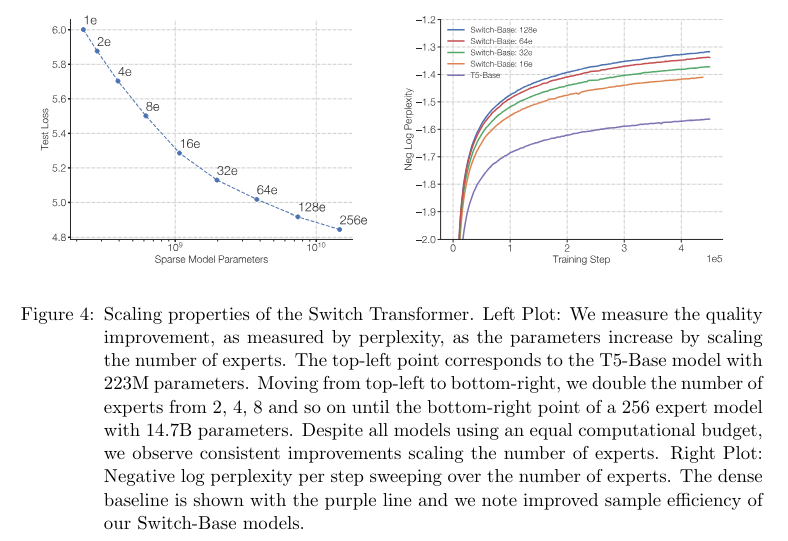 1e
2e
4e
8e
16e
32e
64e
128e
256e
6.0
5.8
5.6
5.4
5.2
5.0
4.8
Test Loss
10⁹
10¹⁰
Sparse Model Parameters
−1.2
−1.3
−1.4
−1.5
−1.6
−1.7
−1.8
−1.9
−2.0
Neg Log Perplexity
Switch-Base: 128e
Switch-Base: 64e
Switch-Base: 32e
Switch-Base: 16e
T5-Base
0
1
2
3
4
1e5
Training Step
Figure 4: Scaling properties of the Switch Transformer. Left Plot: We measure the quality
improvement, as measured by perplexity, as the parameters increase by scaling
the number of experts. The top-left point corresponds to the T5-Base model with
223M parameters. Moving from top-left to bottom-right, we double the number of
experts from 2, 4, 8 and so on until the bottom-right point of a 256 expert model
with 14.7B parameters. Despite all models using an equal computational budget,
we observe consistent improvements scaling the number of experts. Right Plot:
Negative log perplexity per step sweeping over the number of experts. The dense
baseline is shown with the purple line and we note improved sample efficiency of
our Switch-Base models.